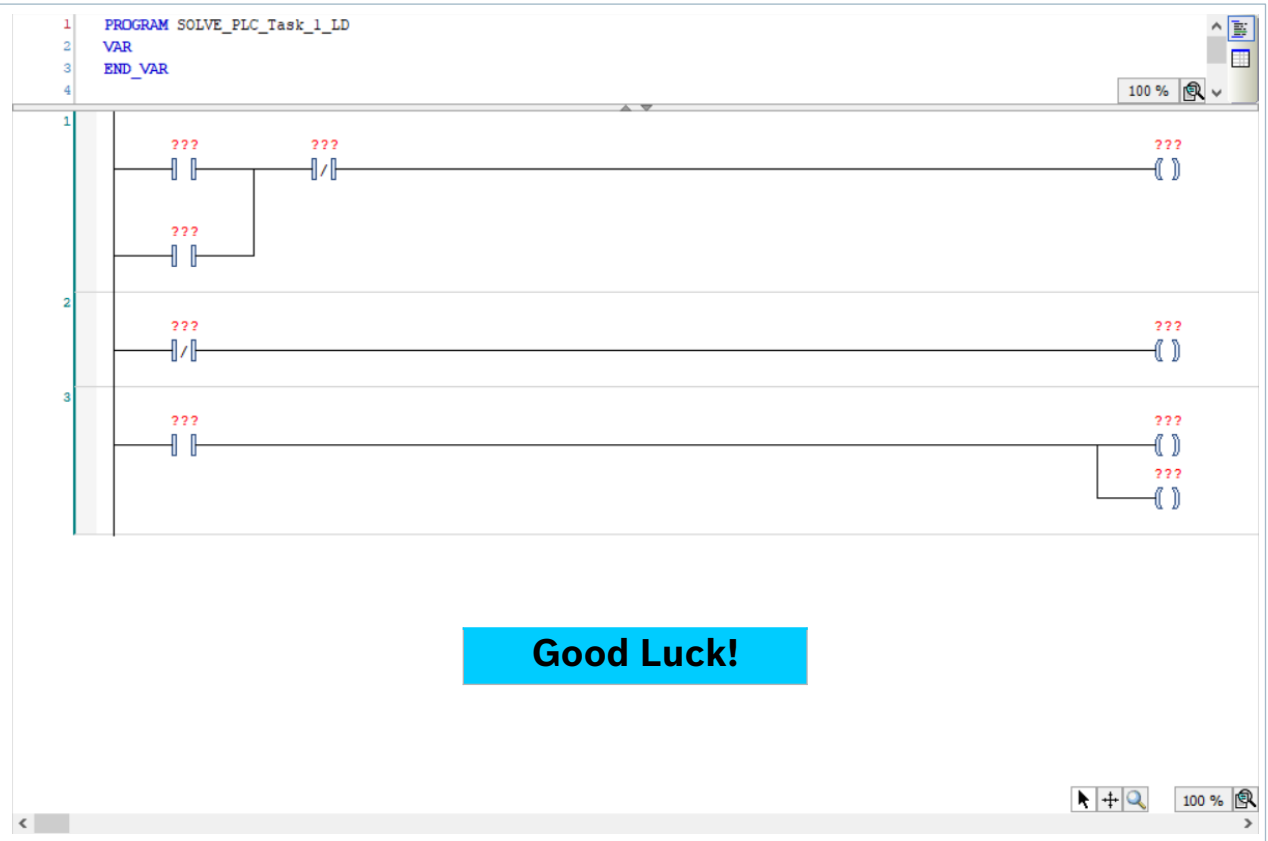 1 PROGRAM SOLVE_PLC_Task_1_LD
2 VAR
3 END_VAR
4
100 %
1
??? ??? ???
???
2
??? ???
3
??? ???
???
Good Luck!
100 %